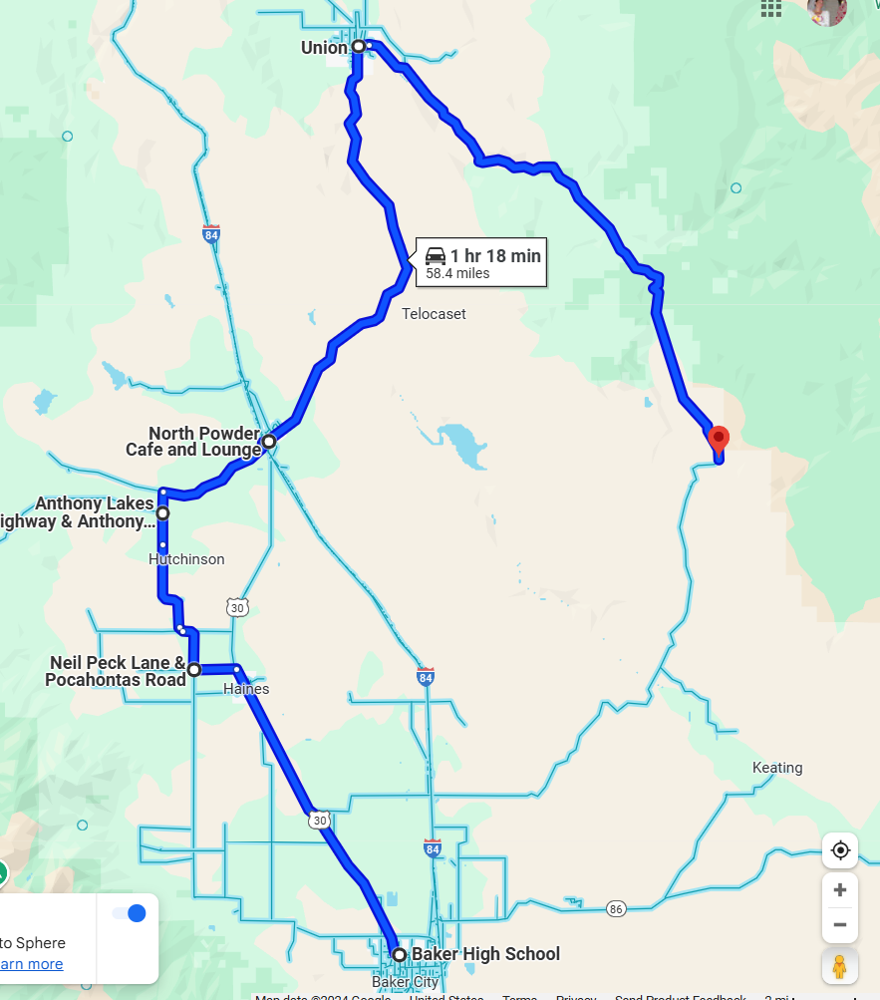 Union
84
1 hr 18 min
58.4 miles
Telocaset
North Powder
Cafe and Lounge
Anthony Lakes
ighway & Anthony...
Hutchinson
30
Neil Peck Lane &
Pocahontas Road
Haines
84
Keating
30
84
86
to Sphere
arn more
Baker High School
Baker City
Map data ©2024 Google
United States
Terms
Privacy
Send Product Feedback
2 mi